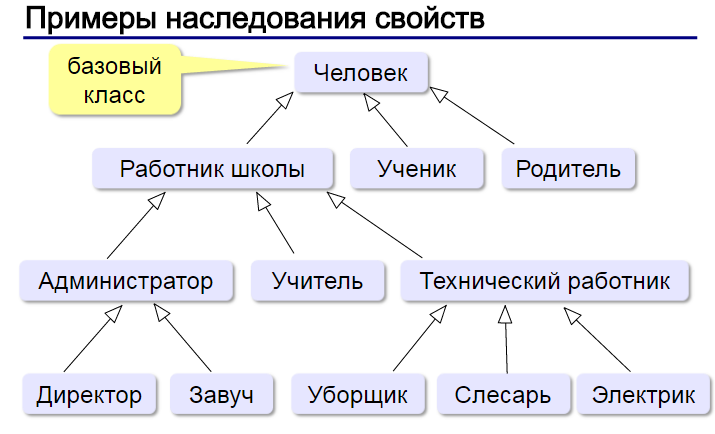 Примеры наследования свойств
базовый
класс
Человек
Работник школы
Ученик
Родитель
Администратор
Учитель
Технический работник
Директор
Завуч
Уборщик
Слесарь
Электрик